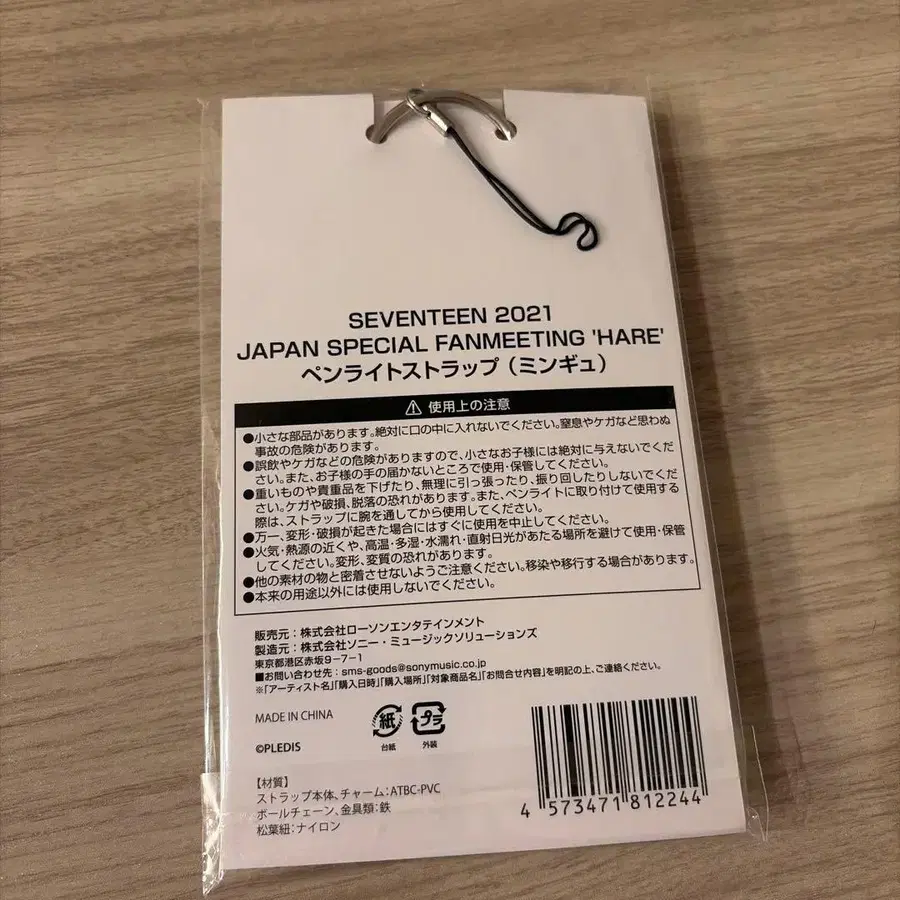 SEVENTEEN 2021
JAPAN SPECIAL FANMEETING 'HARE'
ペンライトストラップ（ミンギュ）
⚠ 使用上の注意
●小さな部品があります。絶対に口の中に入れないでください。窒息やケガなど思わぬ
事故の危険があります。
●誤飲やケガなどの危険がありますので、小さなお子様には絶対に与えないでくだ
さい。また、お子様の手の届かないところで使用・保管してください。
●重いものや貴重品を下げたり、無理に引っ張ったり、振り回したりしないでくだ
さい。ケガや破損、脱落の恐れがあります。また、ペンライトに取り付けて使用する
際は、ストラップに腕を通してから使用してください。
●万一、変形・破損が起きた場合にはすぐに使用を中止してください。
●火気・熱源の近くや、高温・多湿・水濡れ・直射日光があたる場所を避けて使用・保管
してください。変形、変質の恐れがあります。
●他の素材の物と密着させないようご注意ください。移染や移行する場合があります。
●本来の用途以外には使用しないでください。
販売元：株式会社ローソンエンタテインメント
製造元：株式会社ソニー・ミュージックソリューションズ
東京都港区赤坂9-7-1
■お問い合わせ先：sms-goods@sonymusic.co.jp
※「アーティスト名」「購入日時」「購入場所」「対象商品名」「お問合せ内容」を明記の上、ご連絡ください。
MADE IN CHINA
紙 プラ
台紙 外装
©PLEDIS
【材質】
ストラップ本体、チャーム：ATBC-PVC
ボールチェーン、金具類：鉄
松葉紐：ナイロン
4 573471 812244